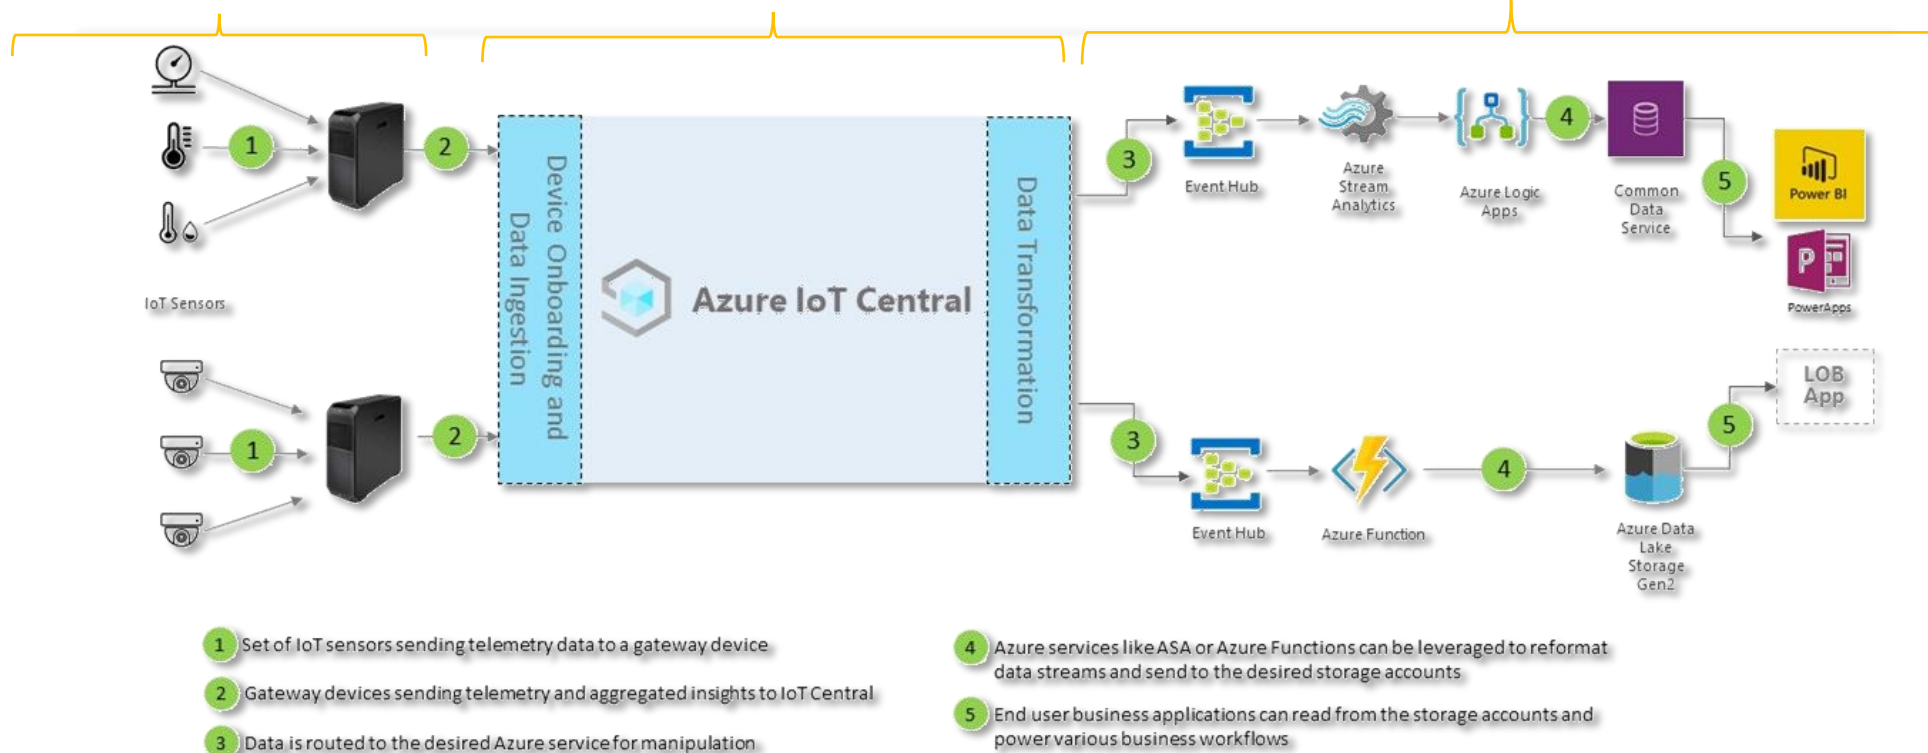 1
2
IoT Sensors
1
2
Device Onboarding and
Data Ingestion
Azure IoT Central
Data Transformation
3
Event Hub
Azure
Stream
Analytics
Azure Logic
Apps
4
Common
Data
Service
5
Power BI
P
PowerApps
3
Event Hub
Azure Function
4
Azure Data
Lake
Storage
Gen2
5
LOB
App
1 Set of IoT sensors sending telemetry data to a gateway device
2 Gateway devices sending telemetry and aggregated insights to IoT Central
3 Data is routed to the desired Azure service for manipulation
4 Azure services like ASA or Azure Functions can be leveraged to reformat
data streams and send to the desired storage accounts
5 End user business applications can read from the storage accounts and
power various business workflows